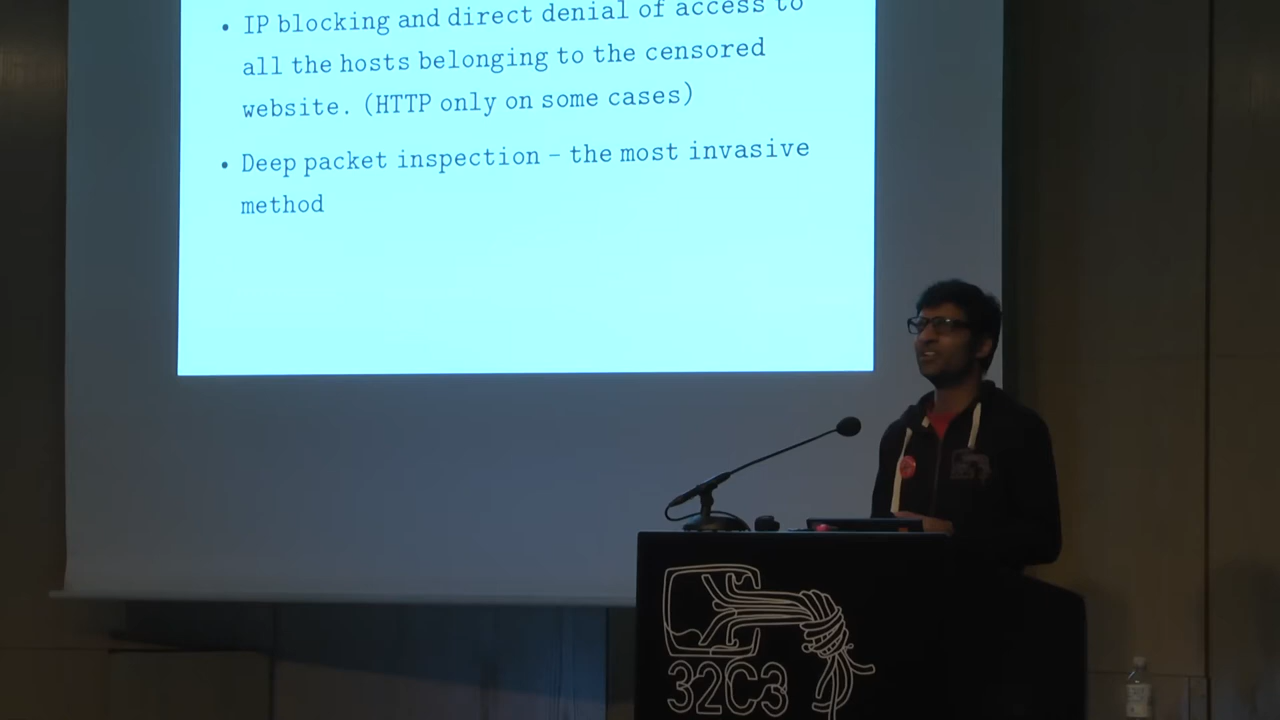 • IP blocking and direct denial of access to
all the hosts belonging to the censored
website. (HTTP only on some cases)
• Deep packet inspection – the most invasive
method
32C3